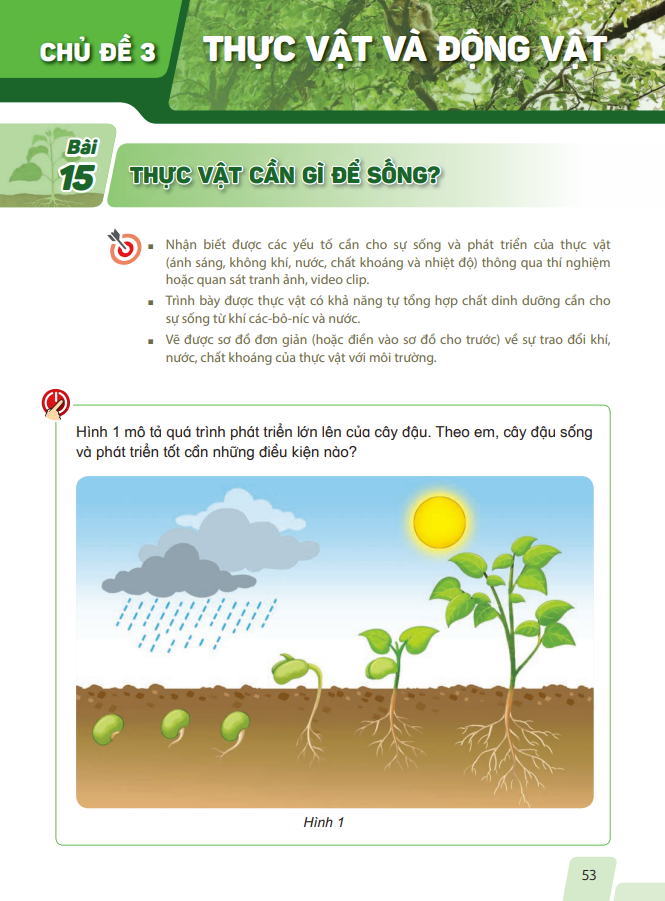 CHỦ ĐỀ 3
THỰC VẬT VÀ ĐỘNG VẬT
Bài
15
THỰC VẬT CẦN GÌ ĐỂ SỐNG?
▪ Nhận biết được các yếu tố cần cho sự sống và phát triển của thực vật
(ánh sáng, không khí, nước, chất khoáng và nhiệt độ) thông qua thí nghiệm
hoặc quan sát tranh ảnh, video clip.
▪ Trình bày được thực vật có khả năng tự tổng hợp chất dinh dưỡng cần cho
sự sống từ khí các-bô-níc và nước.
▪ Vẽ được sơ đồ đơn giản (hoặc điền vào sơ đồ cho trước) về sự trao đổi khí,
nước, chất khoáng của thực vật với môi trường.
Hình 1 mô tả quá trình phát triển lớn lên của cây đậu. Theo em, cây đậu sống
và phát triển tốt cần những điều kiện nào?
Hình 1
53